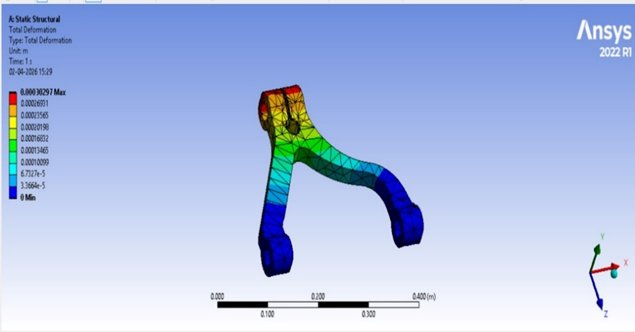 A: Static Structural
Total Deformation
Type: Total Deformation
Unit: m
Time: 1 s
02-04-2026 15:29
0.00030297 Max
0.00026931
0.00023565
0.00020198
0.00016832
0.00013465
0.00010099
6.7327e-5
3.3664e-5
0 Min
Ansys
2022 R1
Y
X
Z
0.000 0.200 0.400 (m)
0.100 0.300